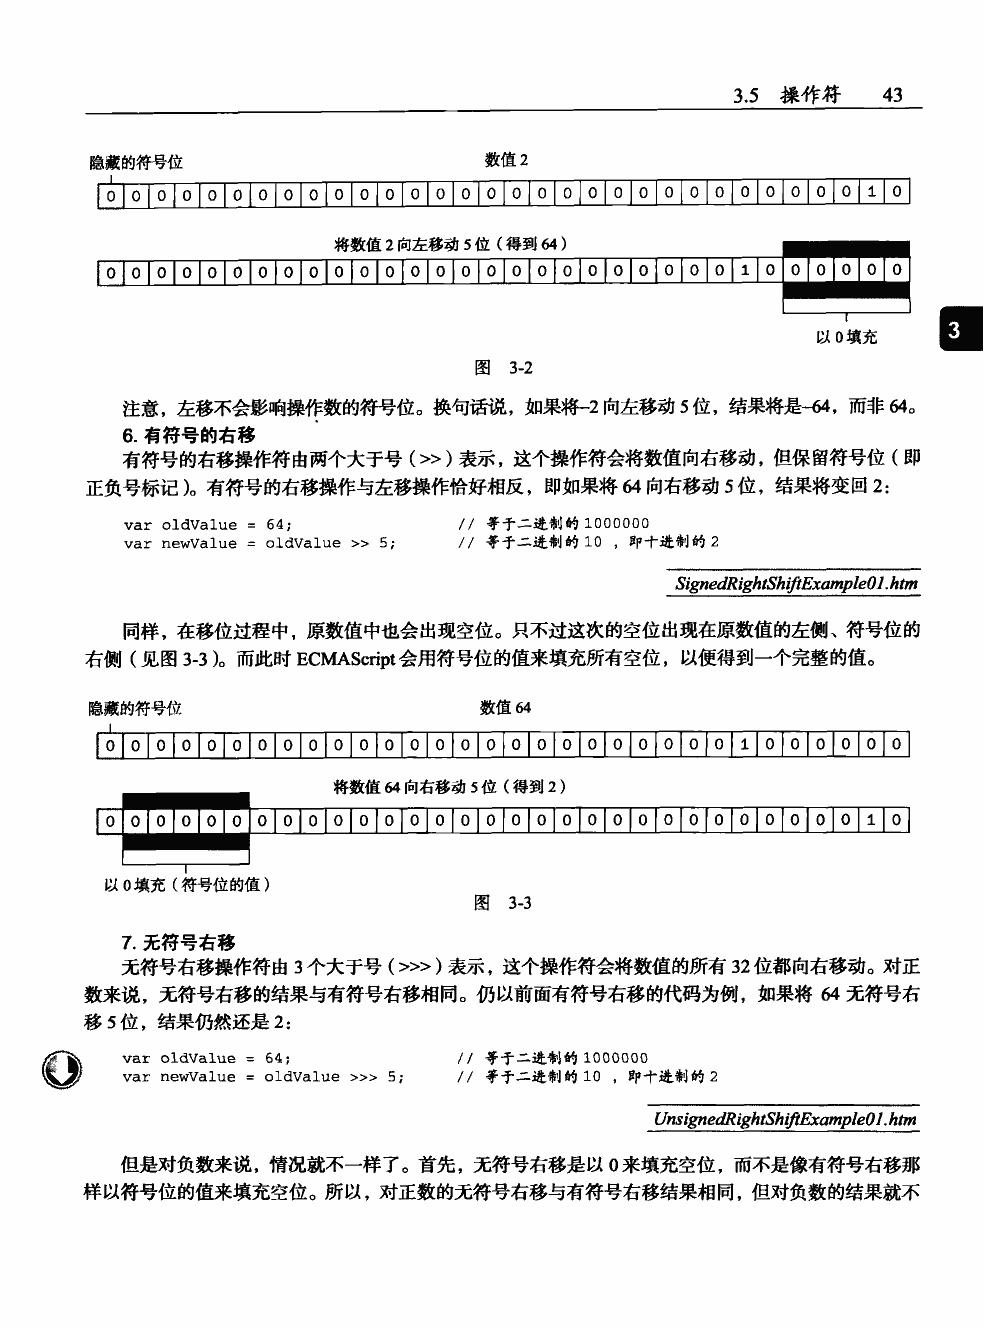 3.5 操作符 43
隐藏的符号位 数值 2
0 0 0 0 0 0 0 0 0 0 0 0 0 0 0 0 0 0 0 0 0 0 0 0 0 0 0 0 0 0 1 0
将数值 2 向左移动 5 位（得到 64）
0 0 0 0 0 0 0 0 0 0 0 0 0 0 0 0 0 0 0 0 0 0 0 0 0 1 0 0 0 0 0 0
以 0 填充
3
图 3-2
注意，左移不会影响操作数的符号位。换句话说，如果将–2 向左移动 5 位，结果将是–64，而非 64。
6. 有符号的右移
有符号的右移操作符由两个大于号（>>）表示，这个操作符会将数值向右移动，但保留符号位（即
正负号标记）。有符号的右移操作与左移操作恰好相反，即如果将 64 向右移动 5 位，结果将变回 2：
var oldValue = 64; // 等于二进制的 1000000
var newValue = oldValue >> 5; // 等于二进制的 10 ，即十进制的 2
SignedRightShiftExample01.htm
同样，在移位过程中，原数值中也会出现空位。只不过这次的空位出现在原数值的左侧、符号位的
右侧（见图 3-3）。而此时 ECMAScript 会用符号位的值来填充所有空位，以便得到一个完整的值。
隐藏的符号位 数值 64
0 0 0 0 0 0 0 0 0 0 0 0 0 0 0 0 0 0 0 0 0 0 0 0 0 1 0 0 0 0 0 0
将数值 64 向右移动 5 位（得到 2）
0 0 0 0 0 0 0 0 0 0 0 0 0 0 0 0 0 0 0 0 0 0 0 0 0 0 0 0 0 0 1 0
以 0 填充（符号位的值）
图 3-3
7. 无符号右移
无符号右移操作符由 3 个大于号（>>>）表示，这个操作符会将数值的所有 32 位都向右移动。对正
数来说，无符号右移的结果与有符号右移相同。仍以前面有符号右移的代码为例，如果将 64 无符号右
移 5 位，结果仍然还是 2：
var oldValue = 64; // 等于二进制的 1000000
var newValue = oldValue >>> 5; // 等于二进制的 10 ，即十进制的 2
UnsignedRightShiftExample01.htm
但是对负数来说，情况就不一样了。首先，无符号右移是以 0 来填充空位，而不是像有符号右移那
样以符号位的值来填充空位。所以，对正数的无符号右移与有符号右移结果相同，但对负数的结果就不